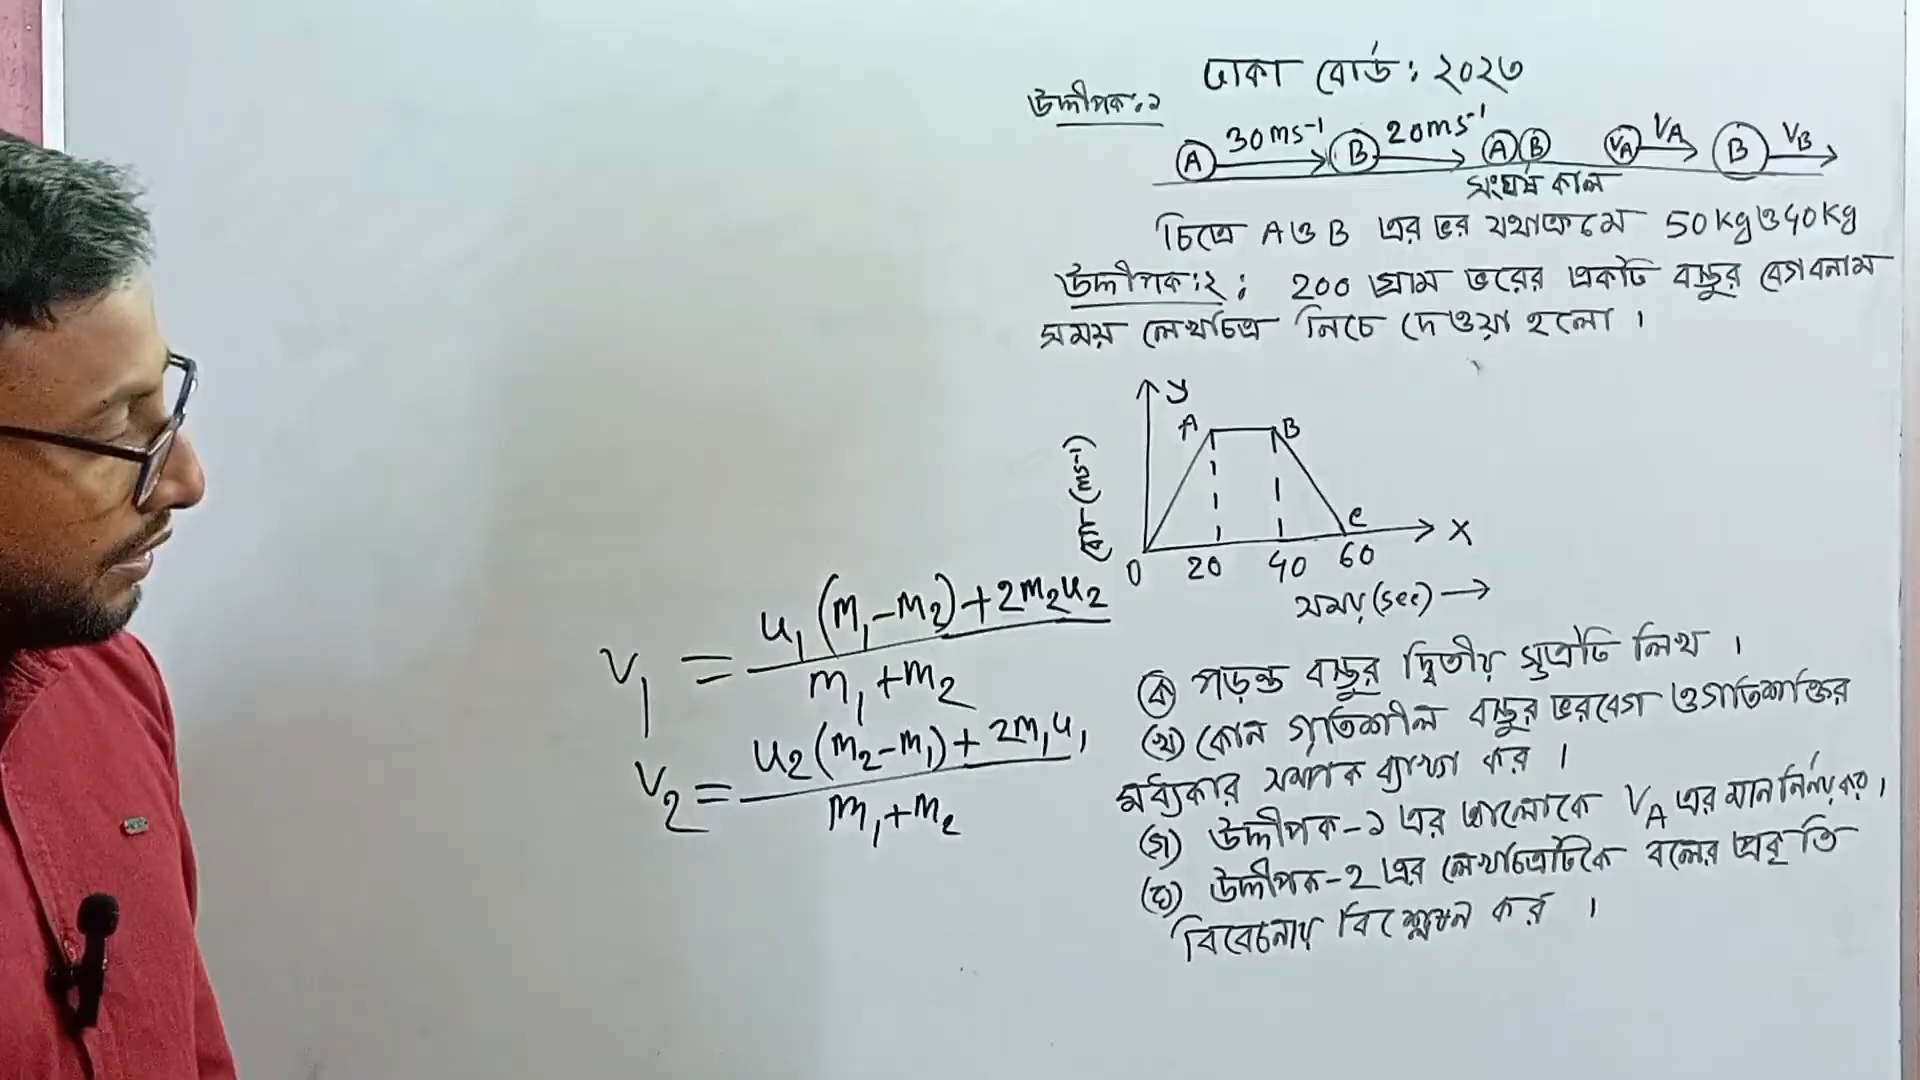 ঢাকা বোর্ড: ২০২৩
উদ্দীপক:১
A 30ms⁻¹ B 20ms⁻¹ A B VA VA B VB
সংঘর্ষ কাল
চিত্রে A ও B এর ভর যথাক্রমে 50kg ও 40kg
উদ্দীপক:২: 200 গ্রাম ভরের একটি বস্তুর বেগ বনাম
সময় লেখচিত্র নিচে দেওয়া হলো।
y
A B
(ms⁻¹)
C
X
0 20 40 60
সময়(sec) →
V₁ = u₁(m₁-m₂)+2m₂u₂ / m₁+m₂
V₂ = u₂(m₂-m₁)+2m₁u₁ / m₁+m₂
(ক) পড়ন্ত বস্তুর দ্বিতীয় সূত্রটি লিখ।
(খ) কোন গতিশীল বস্তুর ভরবেগ ও গতিশক্তির
মধ্যকার সম্পর্ক ব্যাখ্যা কর।
(গ) উদ্দীপক-১ এর আলোকে VA এর মান নির্ণয় কর।
(ঘ) উদ্দীপক-২ এর লেখচিত্রটিকে বলের প্রকৃতি
বিবেচনায় বিশ্লেষণ কর।